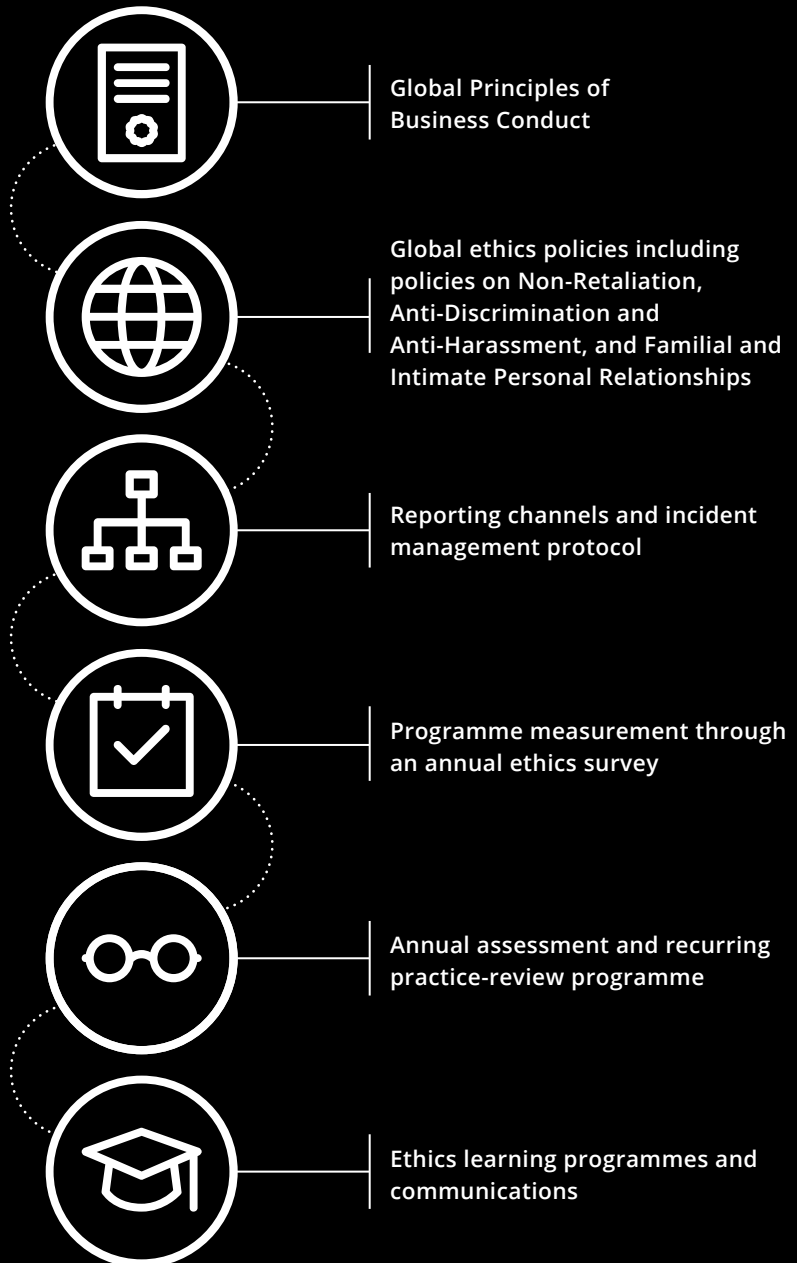 Global Principles of
Business Conduct
Global ethics policies including
policies on Non-Retaliation,
Anti-Discrimination and
Anti-Harassment, and Familial and
Intimate Personal Relationships
Reporting channels and incident
management protocol
Programme measurement through
an annual ethics survey
Annual assessment and recurring
practice-review programme
Ethics learning programmes and
communications